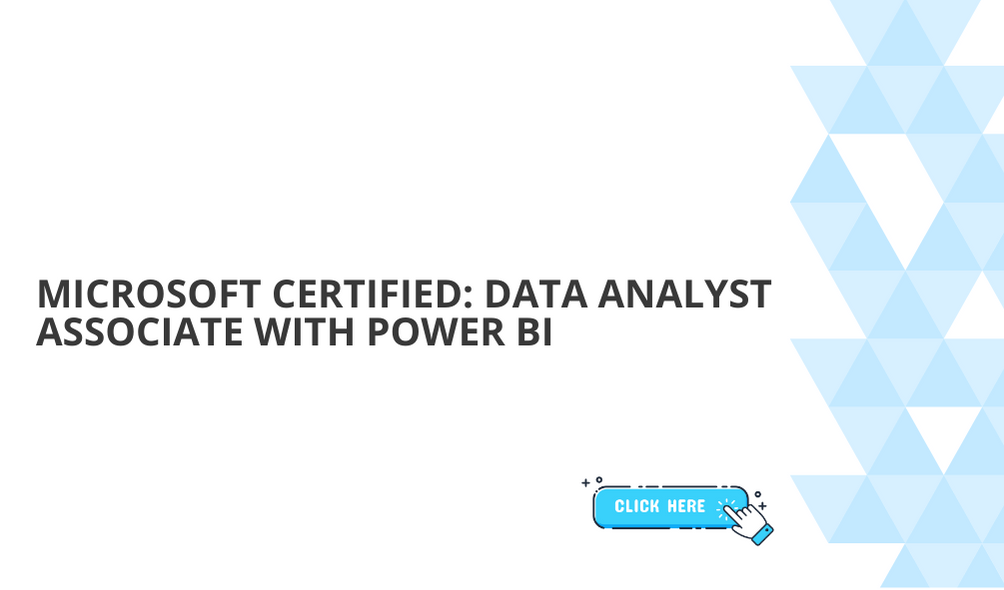 MICROSOFT CERTIFIED: DATA ANALYST
ASSOCIATE WITH POWER BI
CLICK HERE